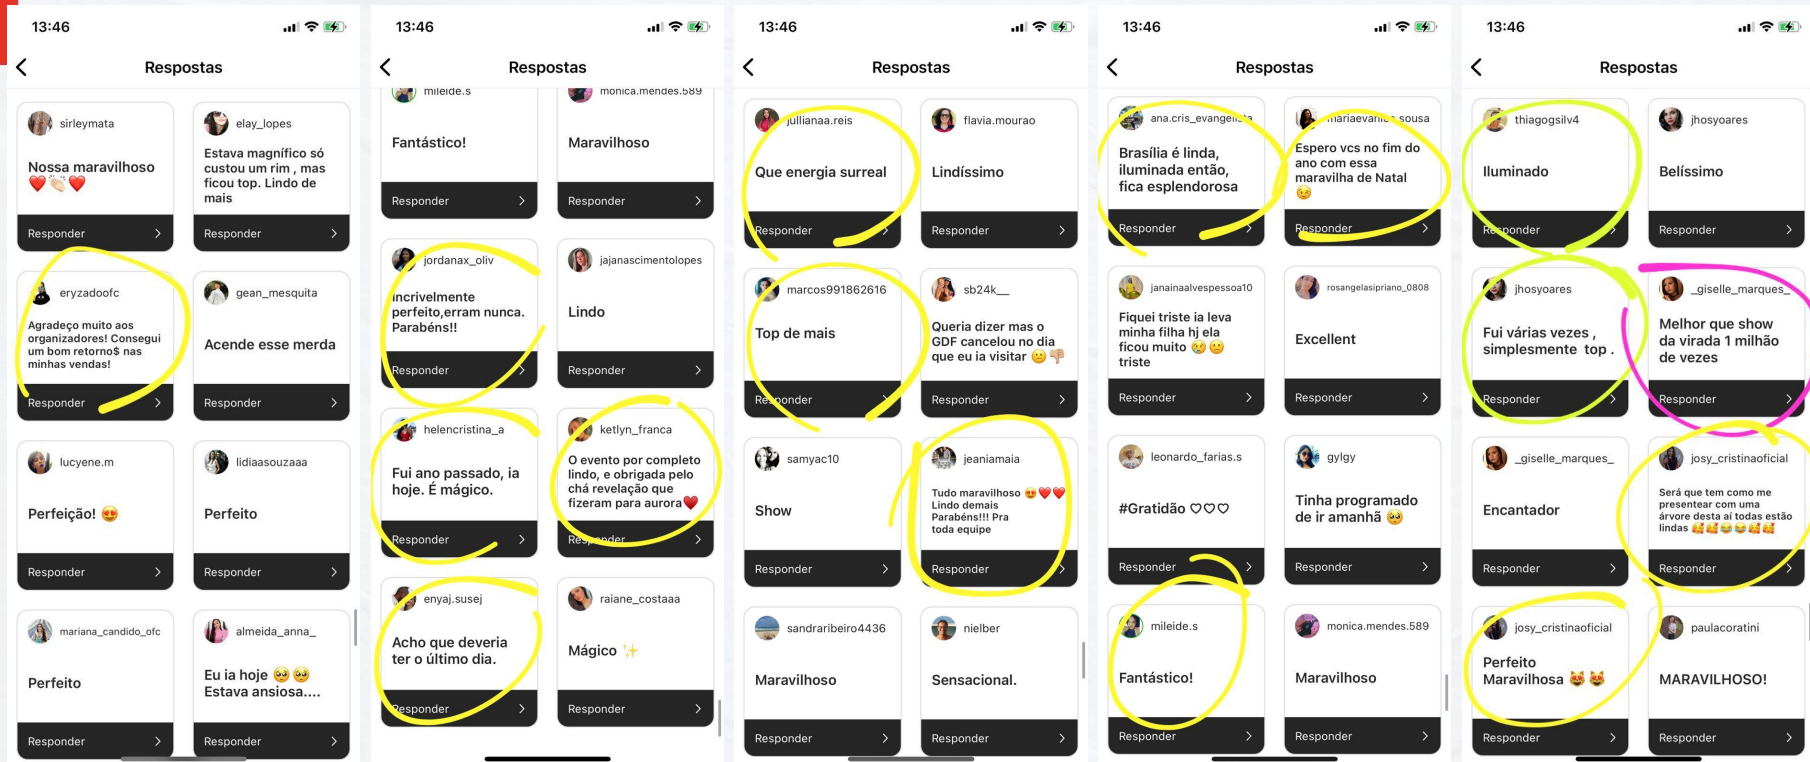 13:46
Respostas
sirleymata
Nossa maravilhoso
❤️👏🏻❤️
Responder
elay_lopes
Estava magnífico só
custou um rim , mas
ficou top. Lindo de
mais
Responder
eryzadoofc
Agradeço muito aos
organizadores! Consegui
um bom retorno$ nas
minhas vendas!
Responder
gean_mesquita
Acende esse merda
Responder
lucyene.m
Perfeição! 😍
Responder
lidiaasouzaaa
Perfeito
Responder
mariana_candido_ofc
Perfeito
Responder
almeida_anna_
Eu ia hoje 🥺🥺
Estava ansiosa....
Responder
13:46
Respostas
mileide.s
Fantástico!
Responder
monica.mendes.589
Maravilhoso
Responder
jordanax_oliv
incrivelmente
perfeito,erram nunca.
Parabéns!!
Responder
jajanascimentolopes
Lindo
Responder
helencristina_a
Fui ano passado, ia
hoje. É mágico.
Responder
ketlyn_franca
O evento por completo
lindo, e obrigada pelo
chá revelação que
fizeram para aurora❤️
Responder
enyaj.susej
Acho que deveria
ter o último dia.
Responder
raiane_costaaa
Mágico ✨
Responder
13:46
Respostas
jullianaa.reis
Que energia surreal
Responder
flavia.mourao
Lindíssimo
Responder
marcos991862616
Top de mais
Responder
sb24k__
Queria dizer mas o
GDF cancelou no dia
que eu ia visitar 😕👎🏼
Responder
samyac10
Show
Responder
jeaniamaia
Tudo maravilhoso 😍❤️❤️
Lindo demais
Parabéns!!! Pra
toda equipe
Responder
sandraribeiro4436
Maravilhoso
Responder
nielber
Sensacional.
Responder
13:46
Respostas
ana.cris_evangelista
Brasília é linda,
iluminada então,
fica esplendorosa
Responder
mariaevania.sousa
Espero vcs no fim do
ano com essa
maravilha de Natal
😉
Responder
janainaalvespessoa10
Fiquei triste ia leva
minha filha hj ela
ficou muito 😢😕
triste
Responder
rosangelasipriano_0808
Excellent
Responder
leonardo_farias.s
#Gratidão ♡♡♡
Responder
gylgy
Tinha programado
de ir amanhã 🥺
Responder
mileide.s
Fantástico!
Responder
monica.mendes.589
Maravilhoso
Responder
13:46
Respostas
thiagogsilv4
Iluminado
Responder
jhosyoares
Belíssimo
Responder
jhosyoares
Fui várias vezes ,
simplesmente top .
Responder
_giselle_marques_
Melhor que show
da virada 1 milhão
de vezes
Responder
_giselle_marques_
Encantador
Responder
josy_cristinaoficial
Será que tem como me
presentear com uma
árvore desta aí todas estão
lindas 🥰🥰😂😂🥰🥰
Responder
josy_cristinaoficial
Perfeito
Maravilhosa 😻😻
Responder
paulacoratini
MARAVILHOSO!
Responder